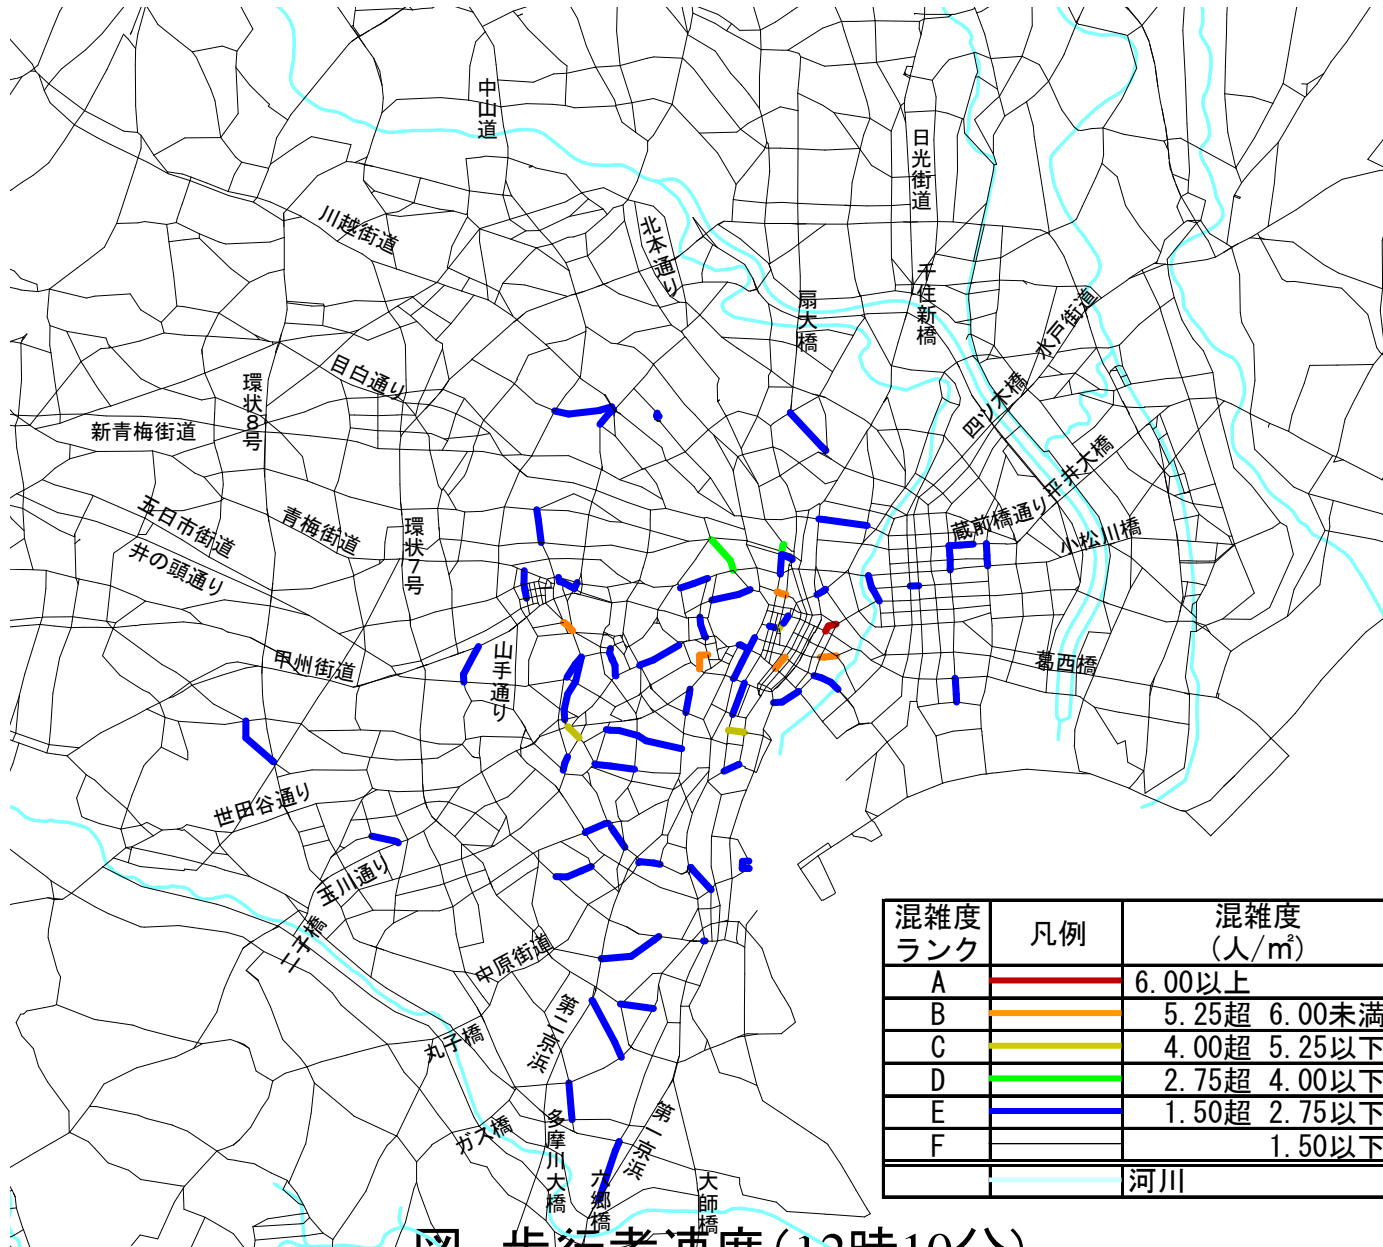 中山道
日光街道
川越街道
北本通り
千住新橋
扇大橋
水戸街道
目白通り
環状8号
四ツ木橋
新青梅街道
平井大橋
五日市街道
青梅街道
環状7号
蔵前橋通り
小松川橋
井の頭通り
甲州街道
山手通り
葛西橋
世田谷通り
玉川通り
二子橋
中原街道
第二京浜
丸子橋
ガス橋
多摩川大橋
第一京浜
六郷橋
大師橋
混雑度ランク 凡例 混雑度(人/㎡)
A 6.00以上
B 5.25超 6.00未満
C 4.00超 5.25以下
D 2.75超 4.00以下
E 1.50超 2.75以下
F 1.50以下
河川